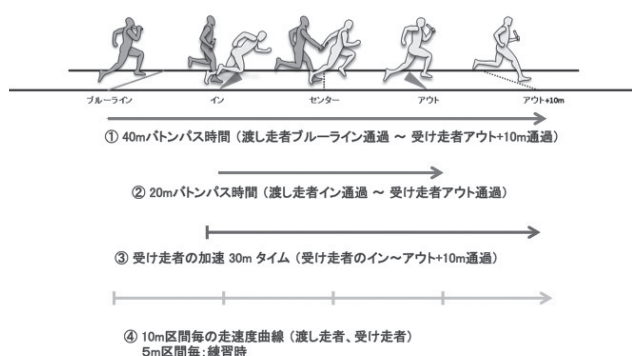 ブルーライン イン センター アウト アウト+10m
① 40mバトンパス時間（渡し走者ブルーライン通過 ～ 受け走者アウト+10m通過）
② 20mバトンパス時間（渡し走者イン通過 ～ 受け走者アウト通過）
③ 受け走者の加速 30m タイム（受け走者のイン～アウト+10m通過）
④ 10m区間毎の走速度曲線（渡し走者、受け走者）
5m区間毎：練習時